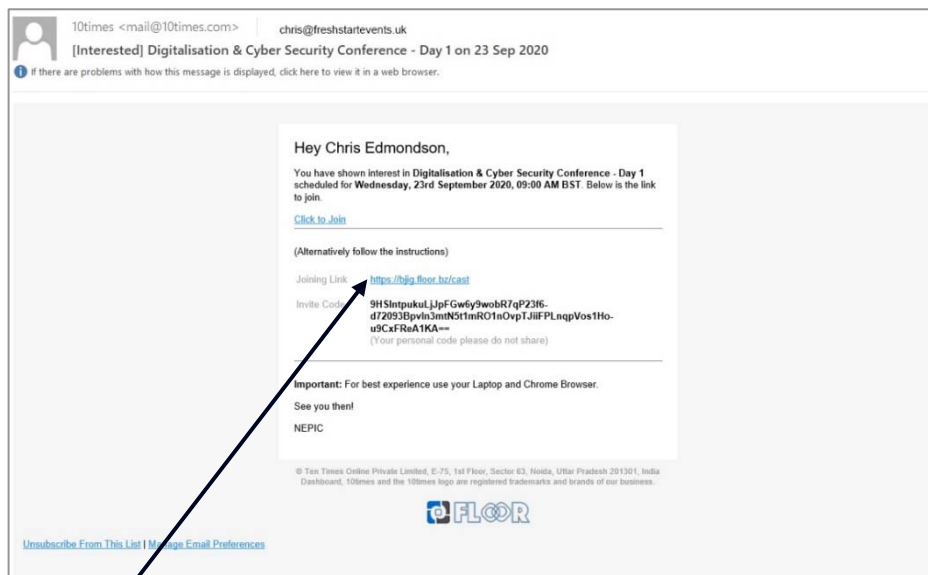 10times <mail@10times.com> chris@freshstartevents.uk
[Interested] Digitalisation & Cyber Security Conference - Day 1 on 23 Sep 2020
If there are problems with how this message is displayed, click here to view it in a web browser.
Hey Chris Edmondson,
You have shown interest in Digitalisation & Cyber Security Conference - Day 1
scheduled for Wednesday, 23rd September 2020, 09:00 AM BST. Below is the link
to join.
Click to Join
(Alternatively follow the instructions)
Joining Link https://bjig.floor.bz/cast
Invite Code 9HSIntpukuLjJpFGw6y9wobR7qP23f6-
d72093BpvIn3mtN5t1mRO1nOvpTJiiFPLnqpVos1Ho-
u9CxFReA1KA==
(Your personal code please do not share)
Important: For best experience use your Laptop and Chrome Browser.
See you then!
NEPIC
© Ten Times Online Private Limited, E-75, 1st Floor, Sector 63, Noida, Uttar Pradesh 201301, India
Dashboard, 10times and the 10times logo are registered trademarks and brands of our business.
FLOOR
Unsubscribe From This List | Manage Email Preferences